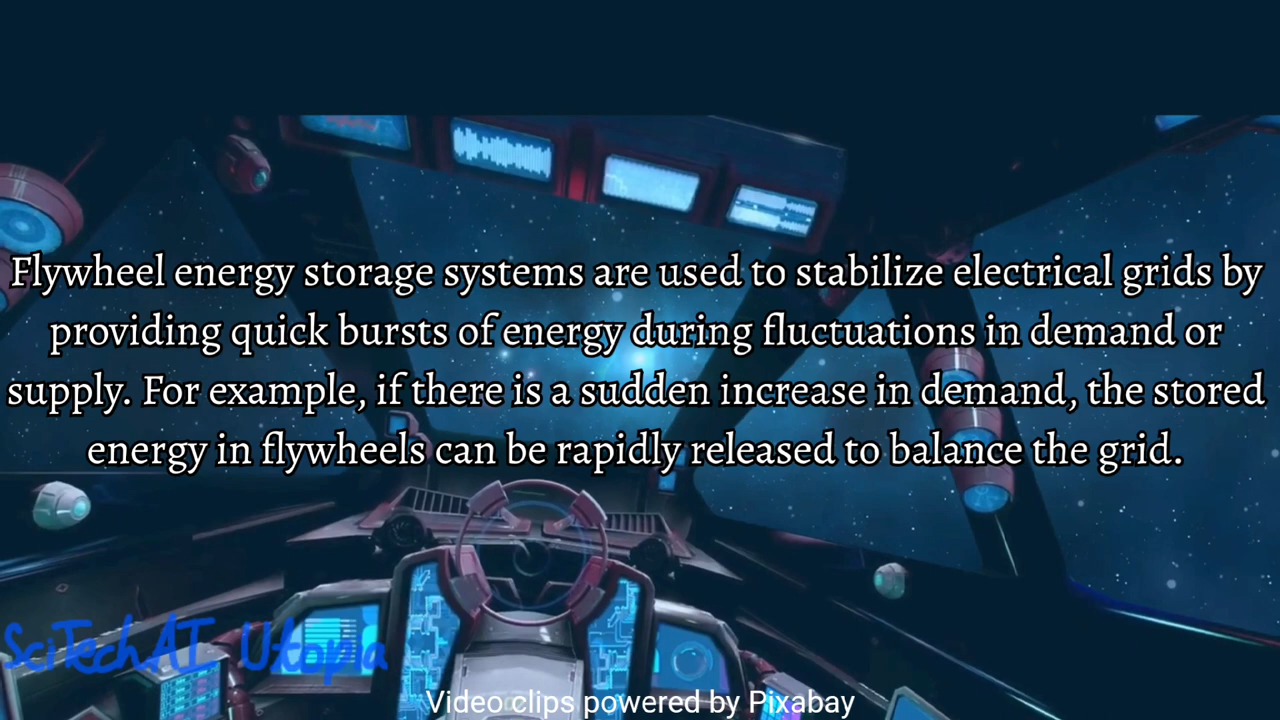 Flywheel energy storage systems are used to stabilize electrical grids by
providing quick bursts of energy during fluctuations in demand or
supply. For example, if there is a sudden increase in demand, the stored
energy in flywheels can be rapidly released to balance the grid.
SciTechAI Utopia
Video clips powered by Pixabay